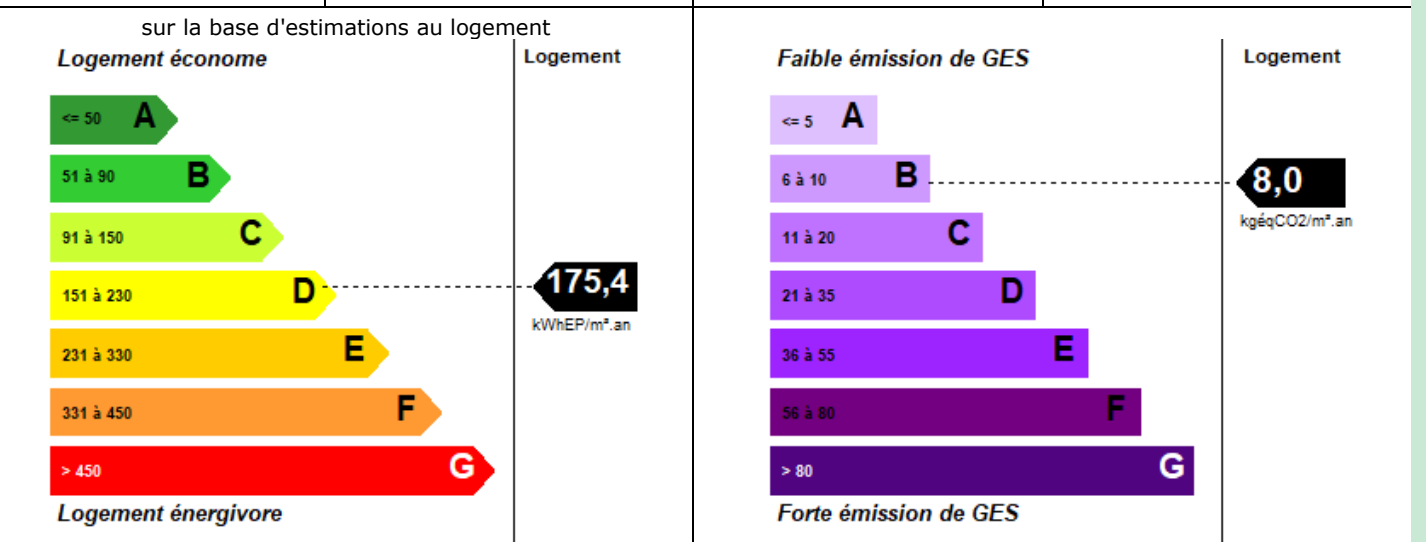 sur la base d'estimations au logement
Logement économe
Logement
<= 50 A
51 à 90 B
91 à 150 C
151 à 230 D
175,4
kWhEP/m².an
231 à 330 E
331 à 450 F
> 450 G
Logement énergivore
Faible émission de GES
Logement
<= 5 A
6 à 10 B
8,0
kgéqCO2/m².an
11 à 20 C
21 à 35 D
36 à 55 E
56 à 80 F
> 80 G
Forte émission de GES